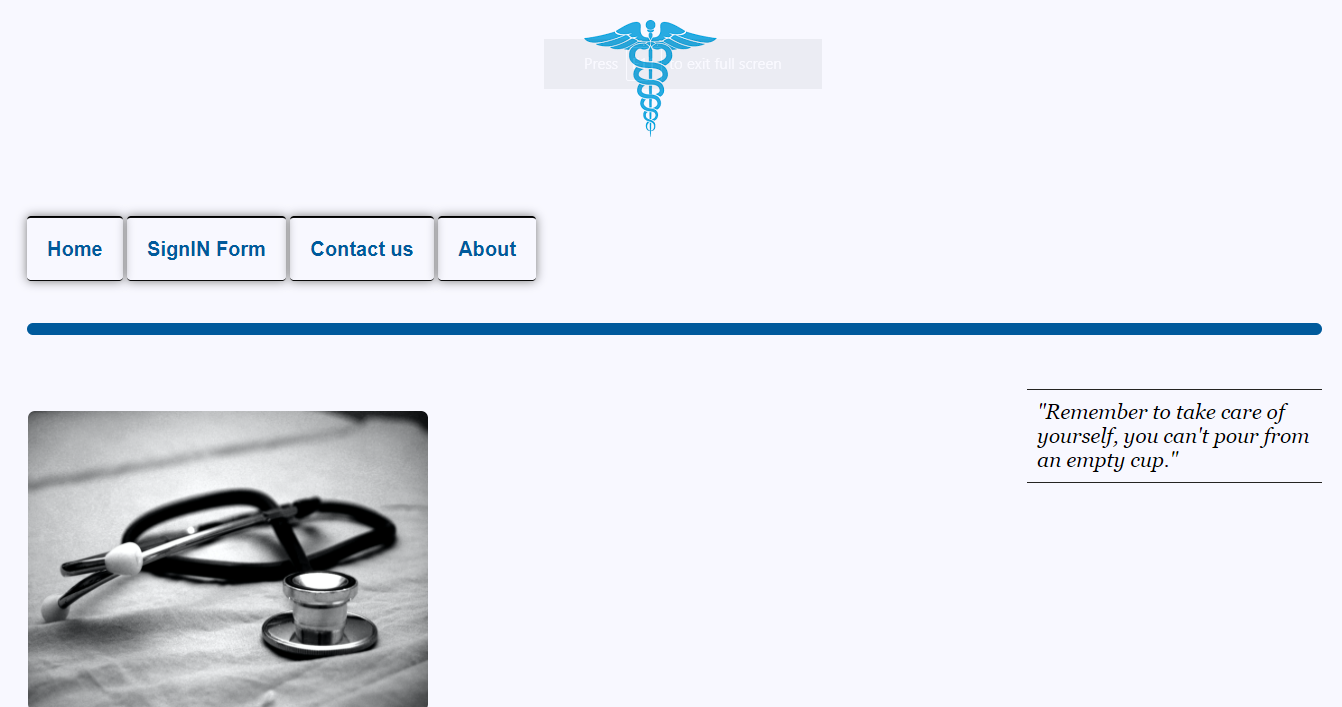 Press to exit full screen
Home
SignIN Form
Contact us
About
"Remember to take care of
yourself, you can't pour from
an empty cup."